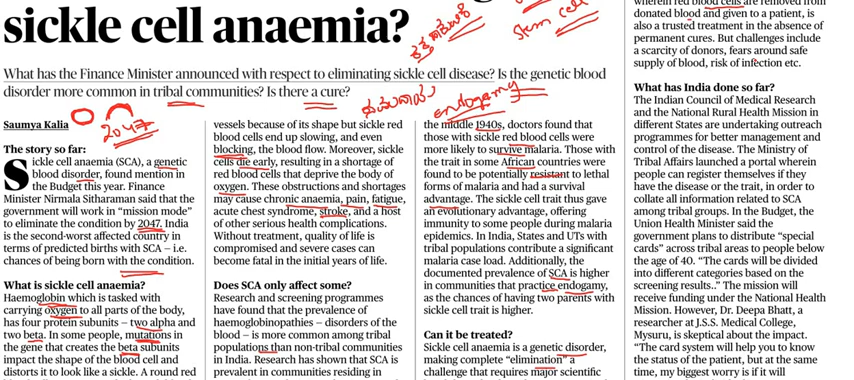 sickle cell anaemia?
stem cell
What has the Finance Minister announced with respect to eliminating sickle cell disease? Is the genetic blood
disorder more common in tribal communities? Is there a cure?
endogamy
2047
Saumya Kalia
The story so far:
Sickle cell anaemia (SCA), a genetic
blood disorder, found mention in
the Budget this year. Finance
Minister Nirmala Sitharaman said that the
government will work in “mission mode”
to eliminate the condition by 2047. India
is the second-worst affected country in
terms of predicted births with SCA – i.e.
chances of being born with the condition.
What is sickle cell anaemia?
Haemoglobin which is tasked with
carrying oxygen to all parts of the body,
has four protein subunits – two alpha and
two beta. In some people, mutations in
the gene that creates the beta subunits
impact the shape of the blood cell and
distorts it to look like a sickle. A round red
vessels because of its shape but sickle red
blood cells end up slowing, and even
blocking, the blood flow. Moreover, sickle
cells die early, resulting in a shortage of
red blood cells that deprive the body of
oxygen. These obstructions and shortages
may cause chronic anaemia, pain, fatigue,
acute chest syndrome, stroke, and a host
of other serious health complications.
Without treatment, quality of life is
compromised and severe cases can
become fatal in the initial years of life.
Does SCA only affect some?
Research and screening programmes
have found that the prevalence of
haemoglobinopathies – disorders of the
blood – is more common among tribal
populations than non-tribal communities
in India. Research has shown that SCA is
prevalent in communities residing in
the middle 1940s, doctors found that
those with sickle red blood cells were
more likely to survive malaria. Those with
the trait in some African countries were
found to be potentially resistant to lethal
forms of malaria and had a survival
advantage. The sickle cell trait thus gave
an evolutionary advantage, offering
immunity to some people during malaria
epidemics. In India, States and UTs with
tribal populations contribute a significant
malaria case load. Additionally, the
documented prevalence of SCA is higher
in communities that practice endogamy,
as the chances of having two parents with
sickle cell trait is higher.
Can it be treated?
Sickle cell anaemia is a genetic disorder,
making complete “elimination” a
challenge that requires major scientific
wherein red blood cells are removed from
donated blood and given to a patient, is
also a trusted treatment in the absence of
permanent cures. But challenges include
a scarcity of donors, fears around safe
supply of blood, risk of infection etc.
What has India done so far?
The Indian Council of Medical Research
and the National Rural Health Mission in
different States are undertaking outreach
programmes for better management and
control of the disease. The Ministry of
Tribal Affairs launched a portal wherein
people can register themselves if they
have the disease or the trait, in order to
collate all information related to SCA
among tribal groups. In the Budget, the
Union Health Minister said the
government plans to distribute “special
cards” across tribal areas to people below
the age of 40. “The cards will be divided
into different categories based on the
screening results..” The mission will
receive funding under the National Health
Mission. However, Dr. Deepa Bhatt, a
researcher at J.S.S. Medical College,
Mysuru, is skeptical about the impact.
“The card system will help you to know
the status of the patient, but at the same
time, my biggest worry is if it will